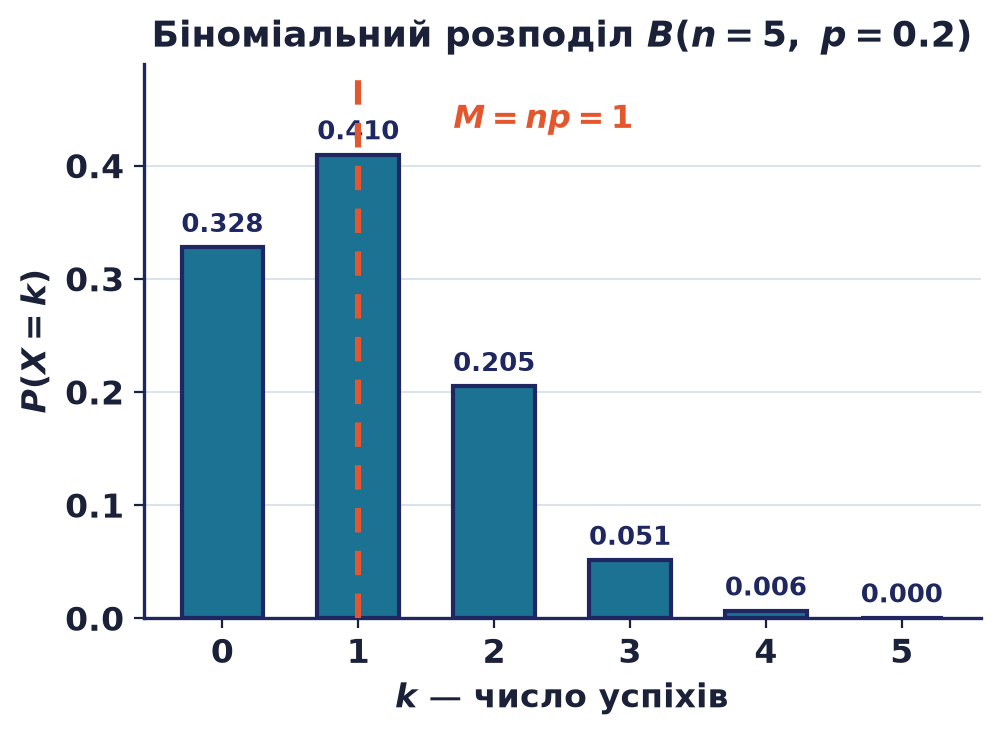 Біноміальний розподіл B(n = 5, p = 0.2)
M = np = 1
0.410
0.328
0.205
0.051
0.006
0.000
P(X = k)
0.4
0.3
0.2
0.1
0.0
0 1 2 3 4 5
k — число успіхів